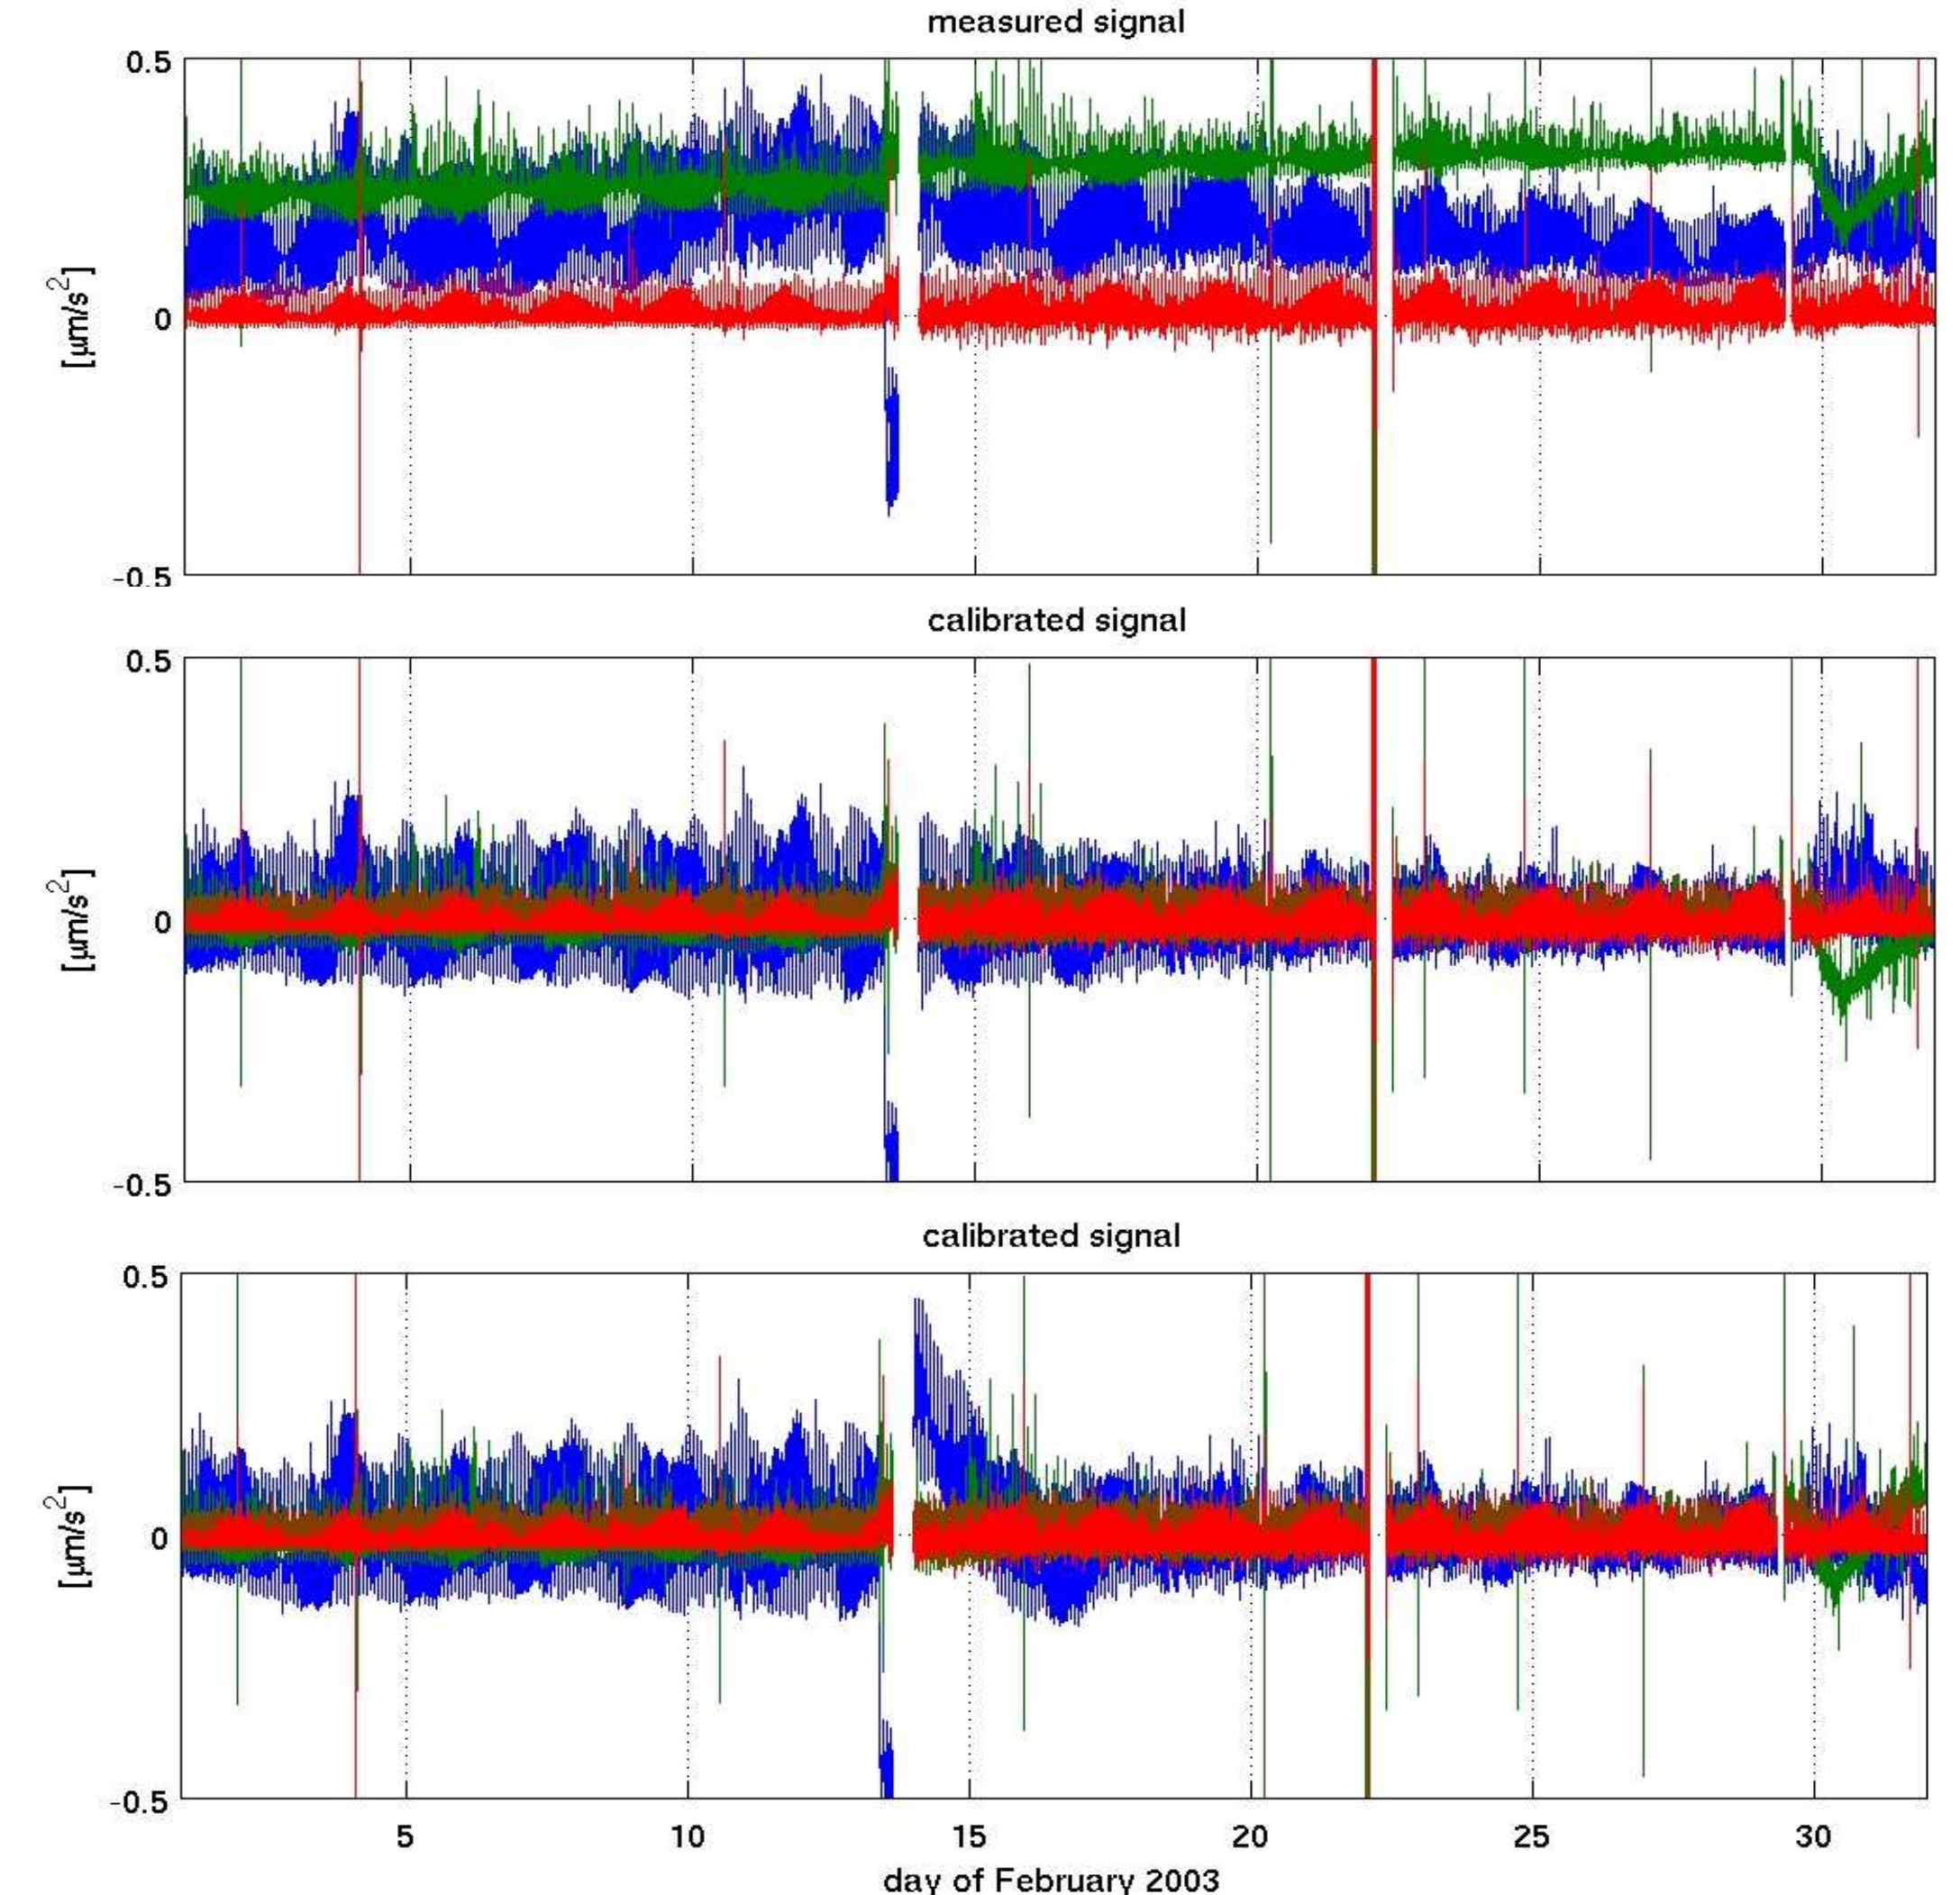 measured signal
0.5
0
-0.5
[μm/s²]
calibrated signal
0.5
0
-0.5
[μm/s²]
calibrated signal
0.5
0
-0.5
[μm/s²]
5 10 15 20 25 30
day of February 2003